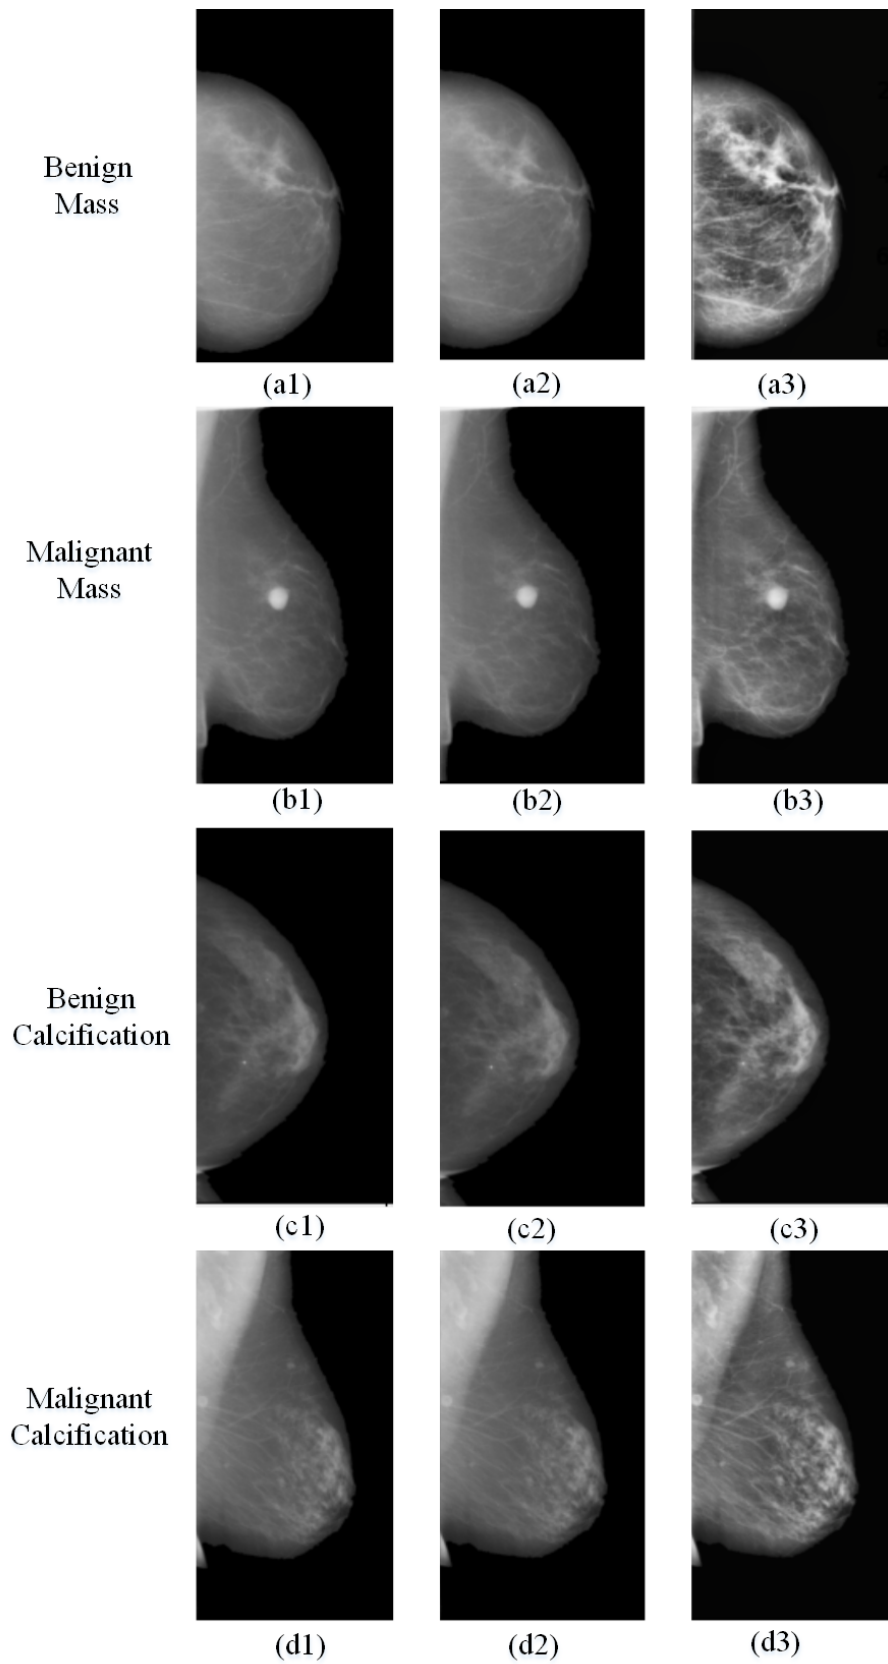 Benign
Mass
(a1) (a2) (a3)
Malignant
Mass
(b1) (b2) (b3)
Benign
Calcification
(c1) (c2) (c3)
Malignant
Calcification
(d1) (d2) (d3)